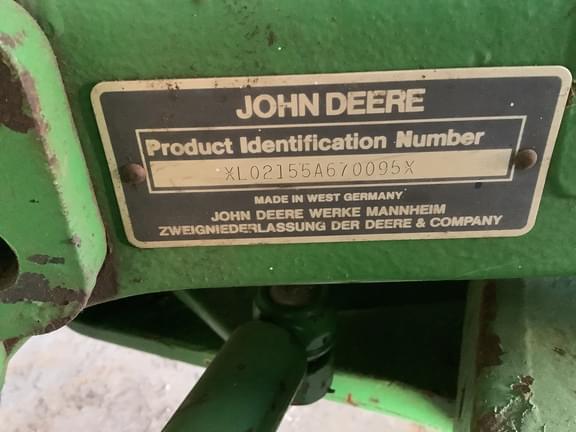 JOHN DEERE
Product Identification Number
XL02155A670095X
MADE IN WEST GERMANY
JOHN DEERE WERKE MANNHEIM
ZWEIGNIEDERLASSUNG DER DEERE & COMPANY